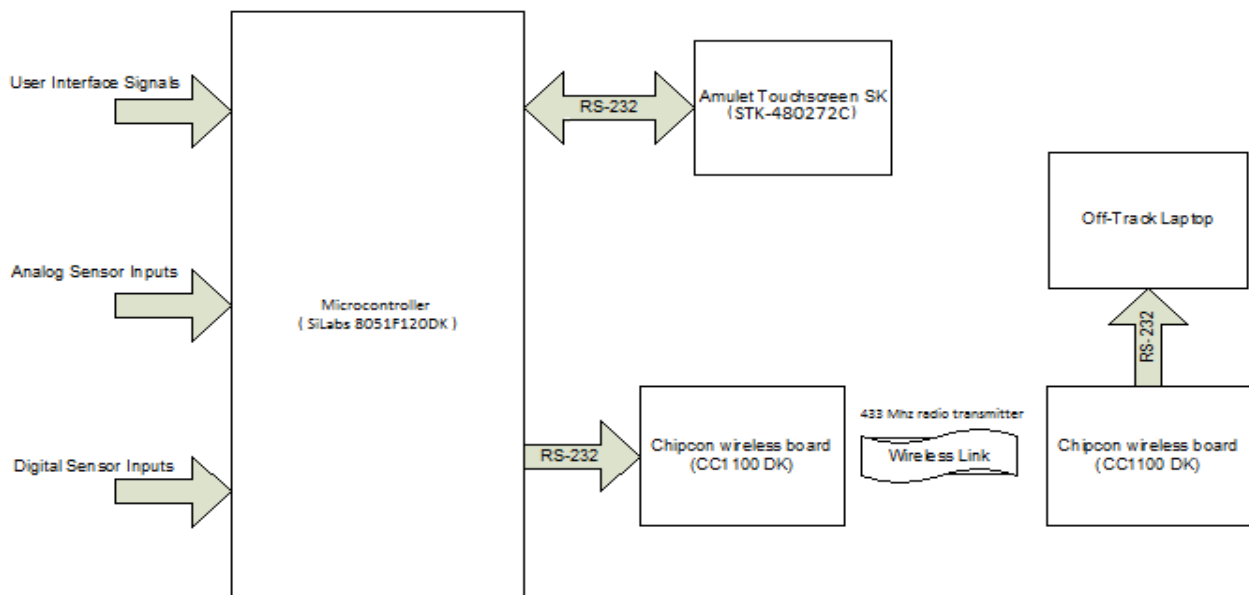 User Interface Signals
RS-232
Amulet Touchscreen SK
(STK-480272C)
Off-Track Laptop
Analog Sensor Inputs
Microcontroller
( SiLabs 8051F120DK )
RS-232
433 Mhz radio transmitter
Digital Sensor Inputs
RS-232
Chipcon wireless board
(CC1100 DK)
Wireless Link
Chipcon wireless board
(CC1100 DK)